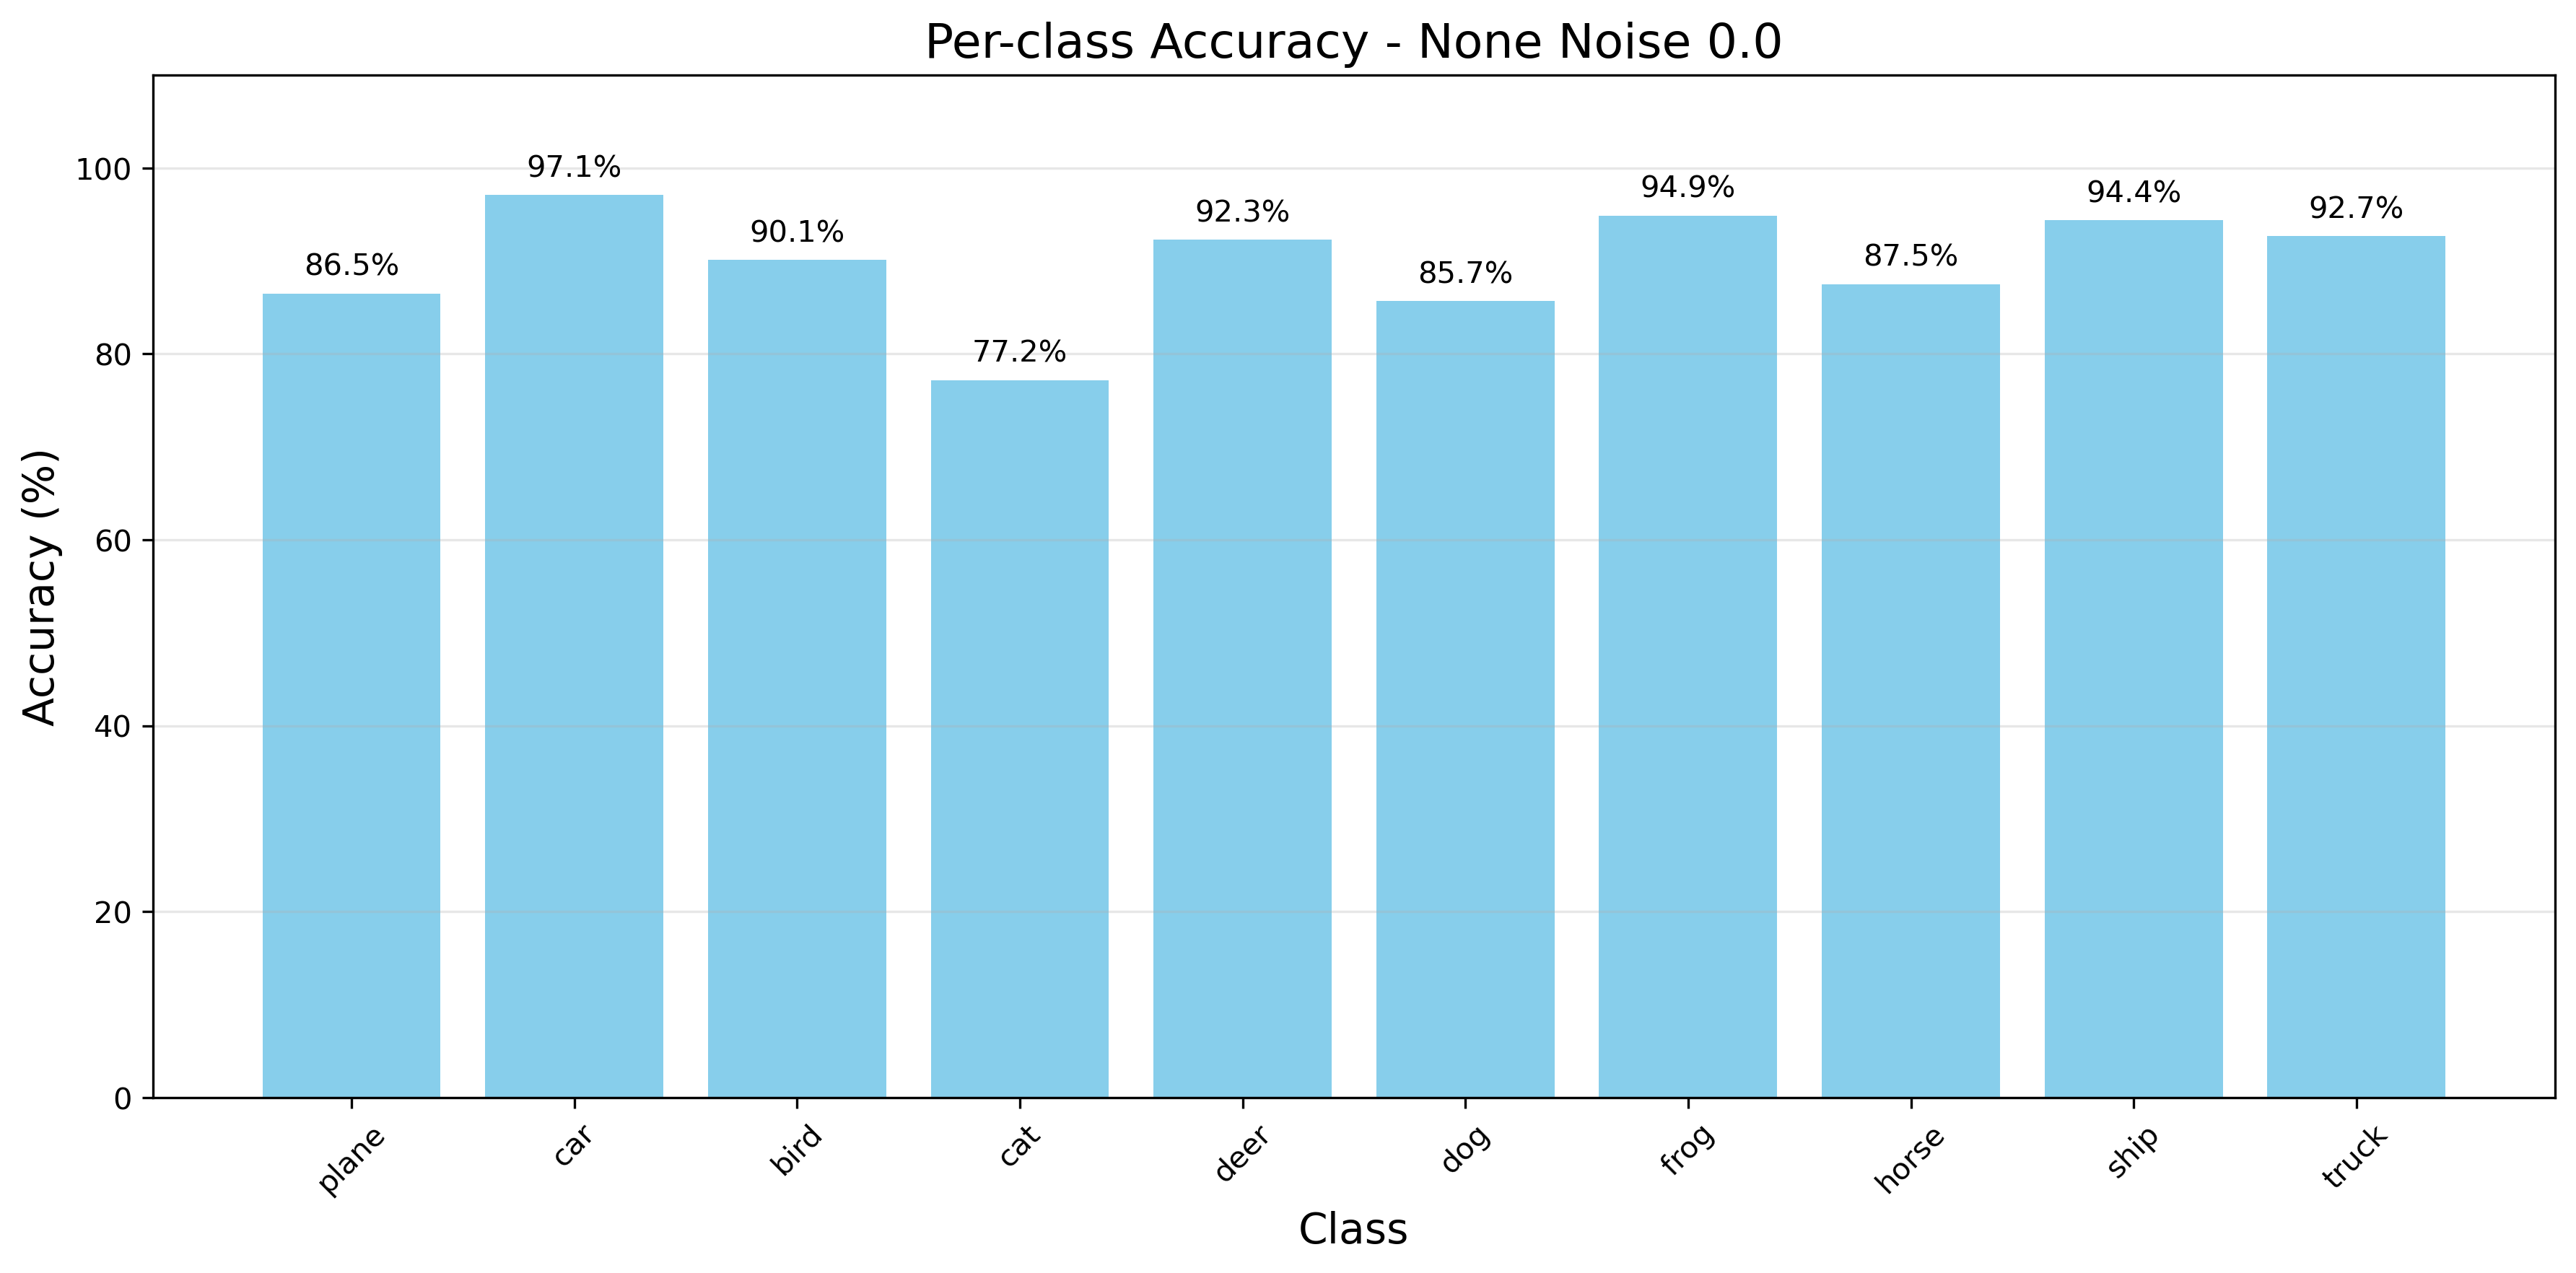 Per-class Accuracy - None Noise 0.0
Accuracy (%)
100
80
60
40
20
0
86.5%
97.1%
90.1%
77.2%
92.3%
85.7%
94.9%
87.5%
94.4%
92.7%
plane
car
bird
cat
deer
dog
frog
horse
ship
truck
Class